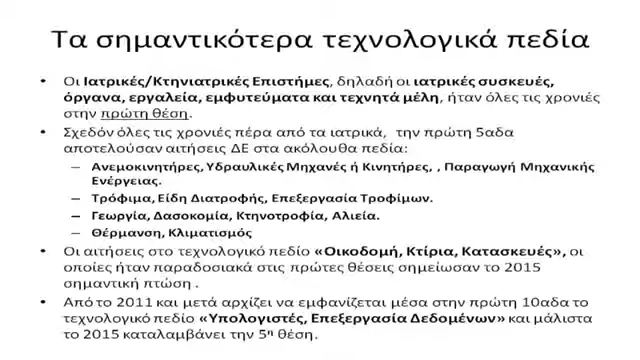 Τα σημαντικότερα τεχνολογικά πεδία
• Οι Ιατρικές/Κτηνιατρικές Επιστήμες, δηλαδή οι ιατρικές συσκευές,
όργανα, εργαλεία, εμφυτεύματα και τεχνητά μέλη, ήταν όλες τις χρονιές
στην πρώτη θέση.
• Σχεδόν όλες τις χρονιές πέρα από τα ιατρικά, την πρώτη 5αδα
αποτελούσαν αιτήσεις ΔΕ στα ακόλουθα πεδία:
– Ανεμοκινητήρες, Υδραυλικές Μηχανές ή Κινητήρες, , Παραγωγή Μηχανικής
Ενέργειας.
– Τρόφιμα, Είδη Διατροφής, Επεξεργασία Τροφίμων.
– Γεωργία, Δασοκομία, Κτηνοτροφία, Αλιεία.
– Θέρμανση, Κλιματισμός
• Οι αιτήσεις στο τεχνολογικό πεδίο «Οικοδομή, Κτίρια, Κατασκευές», οι
οποίες ήταν παραδοσιακά στις πρώτες θέσεις σημείωσαν το 2015
σημαντική πτώση .
• Από το 2011 και μετά αρχίζει να εμφανίζεται μέσα στην πρώτη 10αδα το
τεχνολογικό πεδίο «Υπολογιστές, Επεξεργασία Δεδομένων» και μάλιστα
το 2015 καταλαμβάνει την 5η θέση.